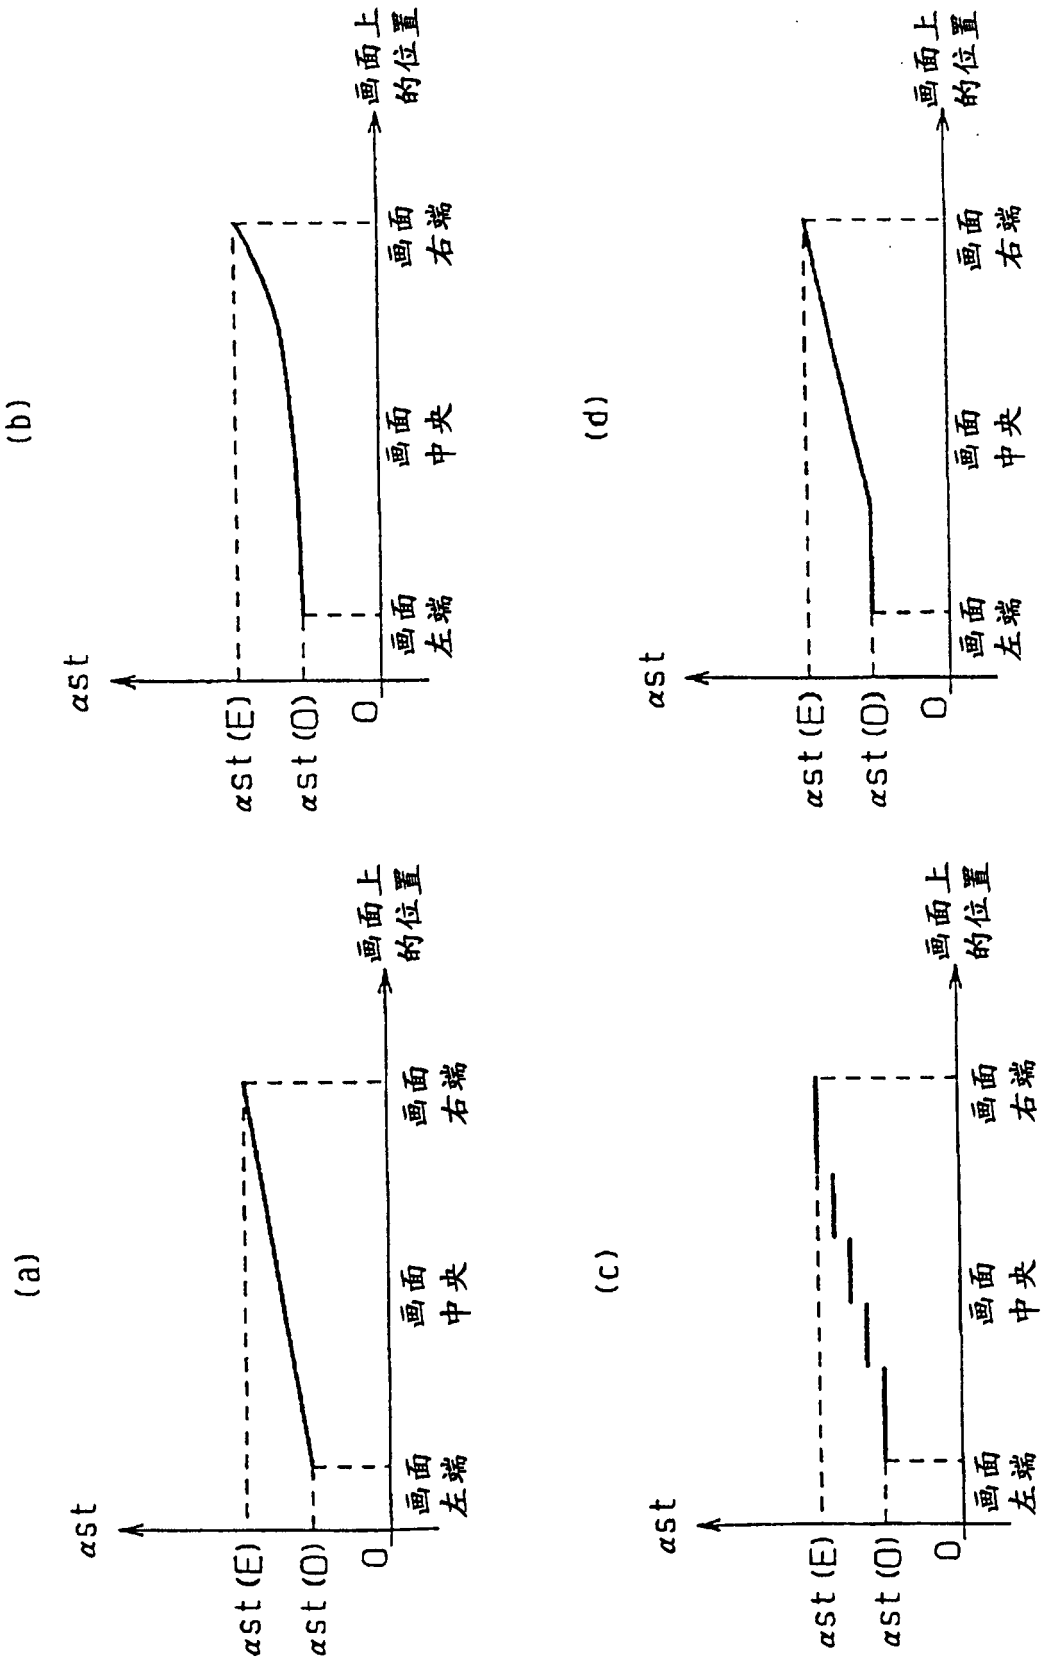 (a)
αst
αst(E)
αst(O)
O
画面
左端
画面
中央
画面
右端
画面上
的位置
(b)
αst
αst(E)
αst(O)
O
画面
左端
画面
中央
画面
右端
画面上
的位置
(c)
αst
αst(E)
αst(O)
O
画面
左端
画面
中央
画面
右端
画面上
的位置
(d)
αst
αst(E)
αst(O)
O
画面
左端
画面
中央
画面
右端
画面上
的位置